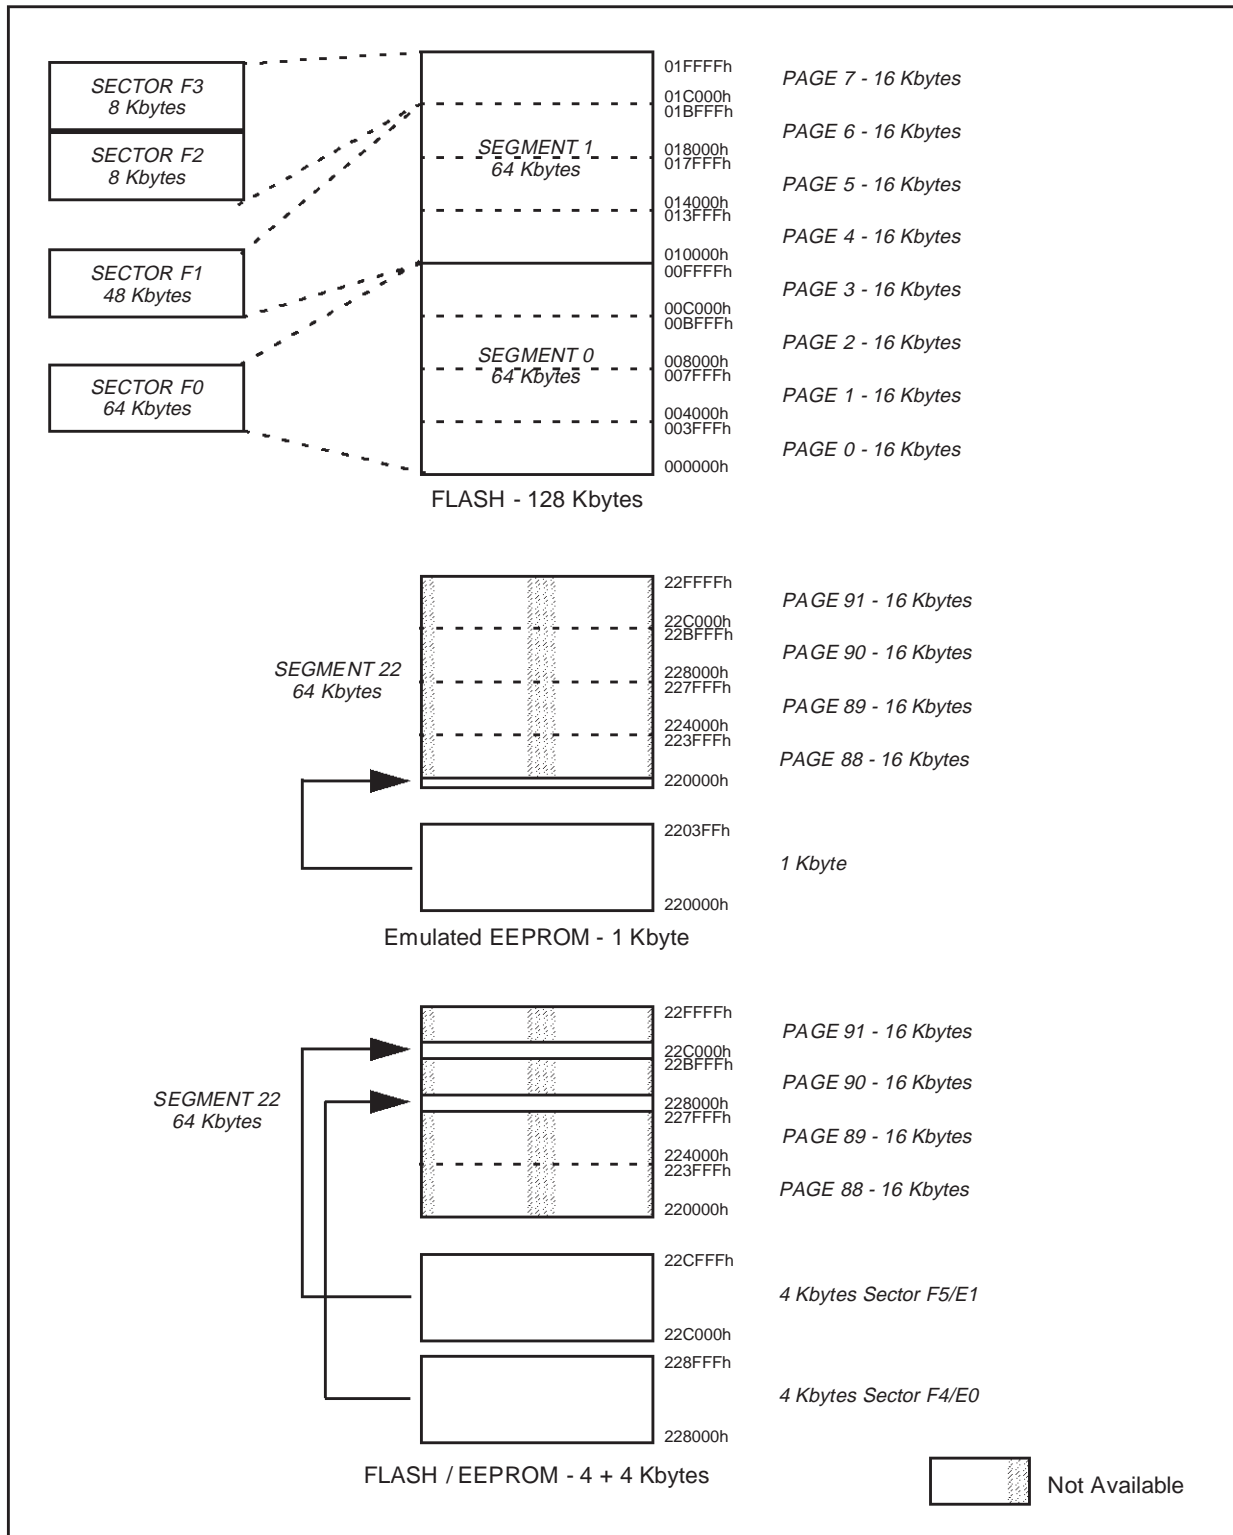 SECTOR F3
8 Kbytes
SECTOR F2
8 Kbytes
SECTOR F1
48 Kbytes
SECTOR F0
64 Kbytes
SEGMENT 1
64 Kbytes
SEGMENT 0
64 Kbytes
01FFFFh
01C000h
01BFFFh
018000h
017FFFh
014000h
013FFFh
010000h
00FFFFh
00C000h
00BFFFh
008000h
007FFFh
004000h
003FFFh
000000h
PAGE 7 - 16 Kbytes
PAGE 6 - 16 Kbytes
PAGE 5 - 16 Kbytes
PAGE 4 - 16 Kbytes
PAGE 3 - 16 Kbytes
PAGE 2 - 16 Kbytes
PAGE 1 - 16 Kbytes
PAGE 0 - 16 Kbytes
FLASH - 128 Kbytes
SEGMENT 22
64 Kbytes
22FFFFh
22C000h
22BFFFh
228000h
227FFFh
224000h
223FFFh
220000h
PAGE 91 - 16 Kbytes
PAGE 90 - 16 Kbytes
PAGE 89 - 16 Kbytes
PAGE 88 - 16 Kbytes
2203FFh
220000h
1 Kbyte
Emulated EEPROM - 1 Kbyte
SEGMENT 22
64 Kbytes
22FFFFh
22C000h
22BFFFh
228000h
227FFFh
224000h
223FFFh
220000h
PAGE 91 - 16 Kbytes
PAGE 90 - 16 Kbytes
PAGE 89 - 16 Kbytes
PAGE 88 - 16 Kbytes
22CFFFh
22C000h
4 Kbytes Sector F5/E1
228FFFh
228000h
4 Kbytes Sector F4/E0
FLASH / EEPROM - 4 + 4 Kbytes
Not Available